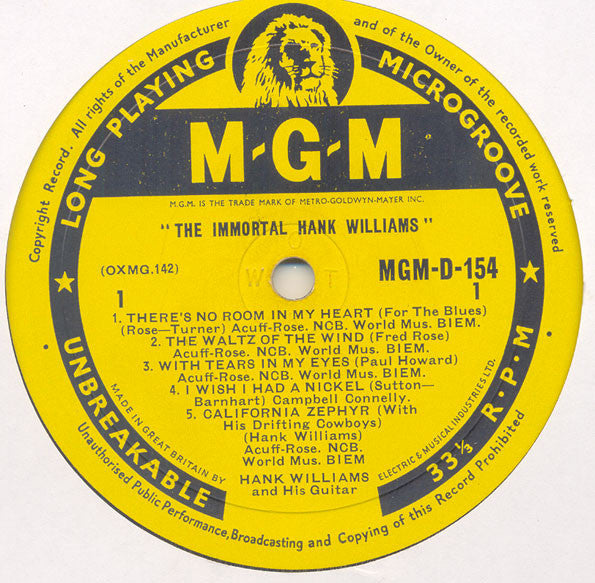 Copyright Record. All rights of the Manufacturer and of the Owner of the recorded work reserved
LONG PLAYING MICROGROOVE
M-G-M
M.G.M. IS THE TRADE MARK OF METRO-GOLDWYN-MAYER INC.
"THE IMMORTAL HANK WILLIAMS"
(OXMG.142)
MGM-D-154
1
1
1. THERE'S NO ROOM IN MY HEART (For The Blues)
(Rose—Turner) Acuff-Rose. NCB. World Mus. BIEM.
2. THE WALTZ OF THE WIND (Fred Rose)
Acuff-Rose. NCB. World Mus. BIEM.
3. WITH TEARS IN MY EYES (Paul Howard)
Acuff-Rose. NCB. World Mus. BIEM.
4. I WISH I HAD A NICKEL (Sutton—
Barnhart) Campbell Connelly.
5. CALIFORNIA ZEPHYR (With
His Drifting Cowboys)
(Hank Williams)
Acuff-Rose. NCB.
World Mus. BIEM
HANK WILLIAMS
and His Guitar
MADE IN GREAT BRITAIN BY ELECTRIC & MUSICAL INDUSTRIES LTD.
UNBREAKABLE
33⅓ R·P·M
Unauthorised Public Performance, Broadcasting and Copying of this Record Prohibited